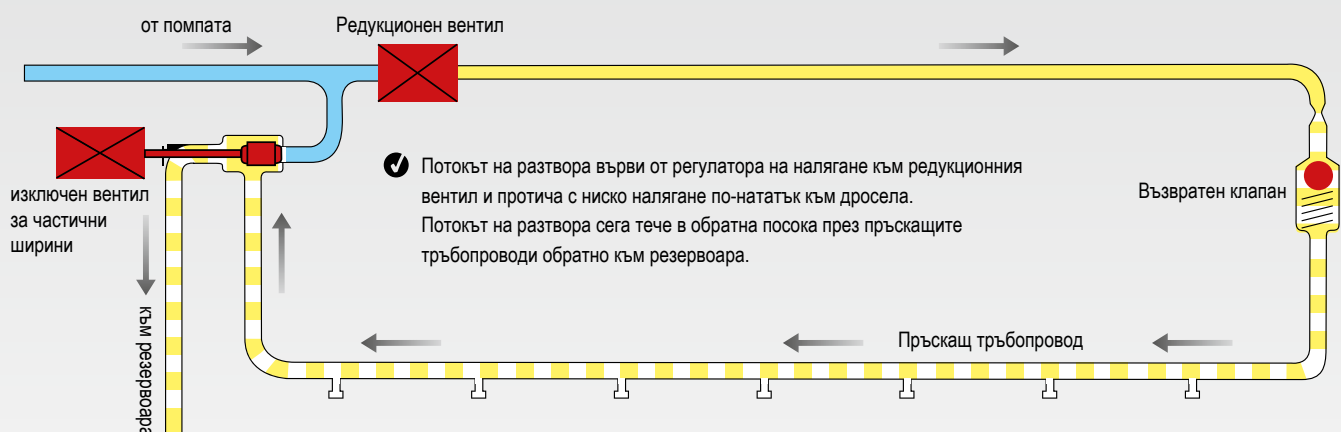 от помпата
Редукционен вентил
изключен вентил
за частични
ширини
Потокът на разтвора върви от регулатора на налягане към редукционния
вентил и протича с ниско налягане по-нататък към дросела.
Потокът на разтвора сега тече в обратна посока през пръскащите
тръбопроводи обратно към резервоара.
Възвратен клапан
Пръскащ тръбопровод
към резервоара